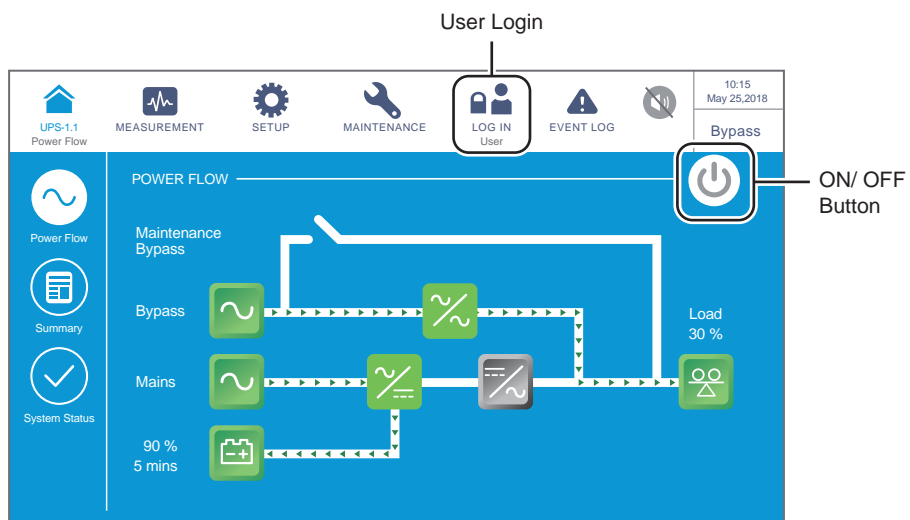 User Login
10:15
May 25,2018
UPS-1.1
Power Flow
MEASUREMENT
SETUP
MAINTENANCE
LOG IN
User
EVENT LOG
Bypass
POWER FLOW
ON/ OFF
Button
Power Flow
Maintenance
Bypass
Bypass
Load
30 %
Summary
Mains
System Status
90 %
5 mins